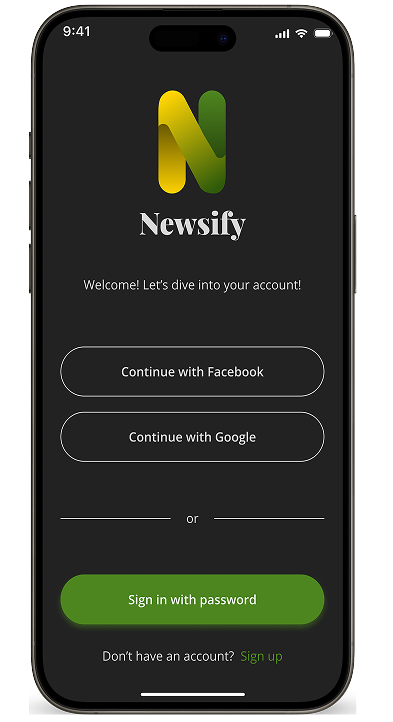 9:41
Newsify
Welcome! Let's dive into your account!
Continue with Facebook
Continue with Google
or
Sign in with password
Don't have an account? Sign up